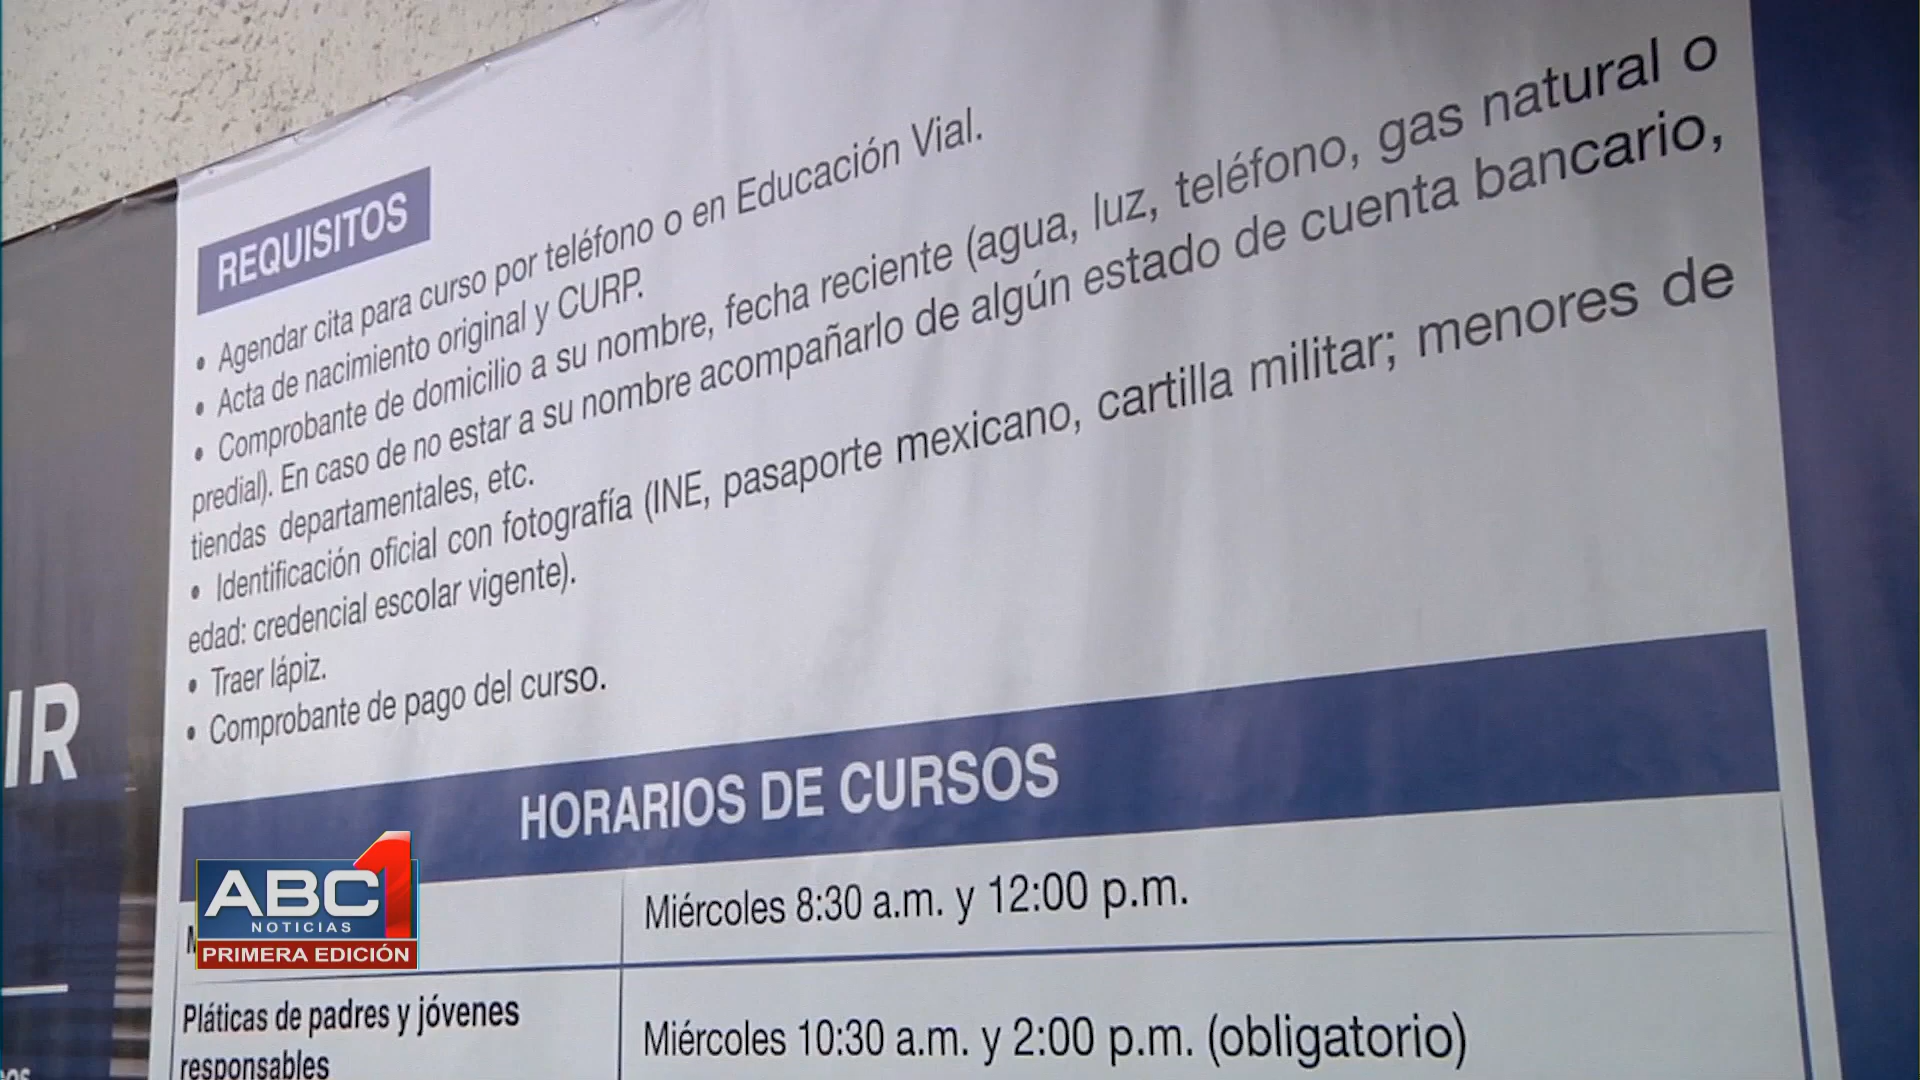 REQUISITOS
• Agendar cita para curso por teléfono o en Educación Vial.
• Acta de nacimiento original y CURP.
• Comprobante de domicilio a su nombre, fecha reciente (agua, luz, teléfono, gas natural o
predial). En caso de no estar a su nombre acompañarlo de algún estado de cuenta bancario,
tiendas departamentales, etc.
• Identificación oficial con fotografía (INE, pasaporte mexicano, cartilla militar; menores de
edad: credencial escolar vigente).
• Traer lápiz.
• Comprobante de pago del curso.
IR
HORARIOS DE CURSOS
Miércoles 8:30 a.m. y 12:00 p.m.
ABC1
NOTICIAS
PRIMERA EDICIÓN
Pláticas de padres y jóvenes
responsables
Miércoles 10:30 a.m. y 2:00 p.m. (obligatorio)